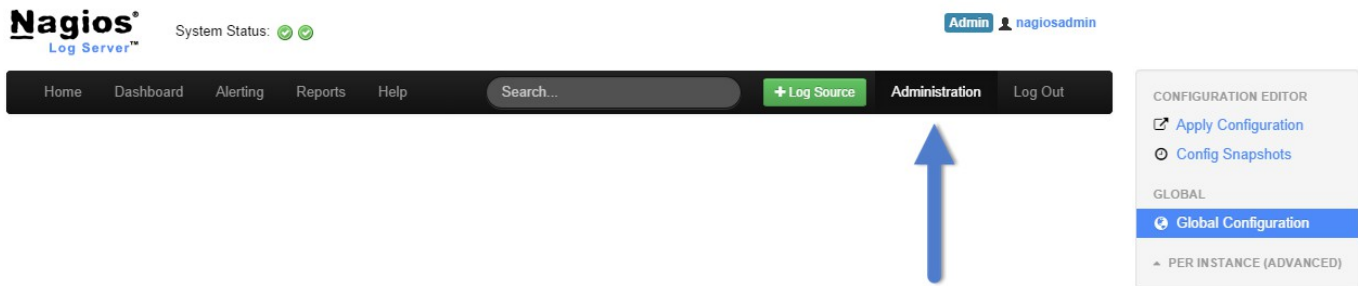 Nagios®
Log Server™
System Status:
Admin nagiosadmin
Home Dashboard Alerting Reports Help Search... + Log Source Administration Log Out
CONFIGURATION EDITOR
Apply Configuration
Config Snapshots
GLOBAL
Global Configuration
PER INSTANCE (ADVANCED)